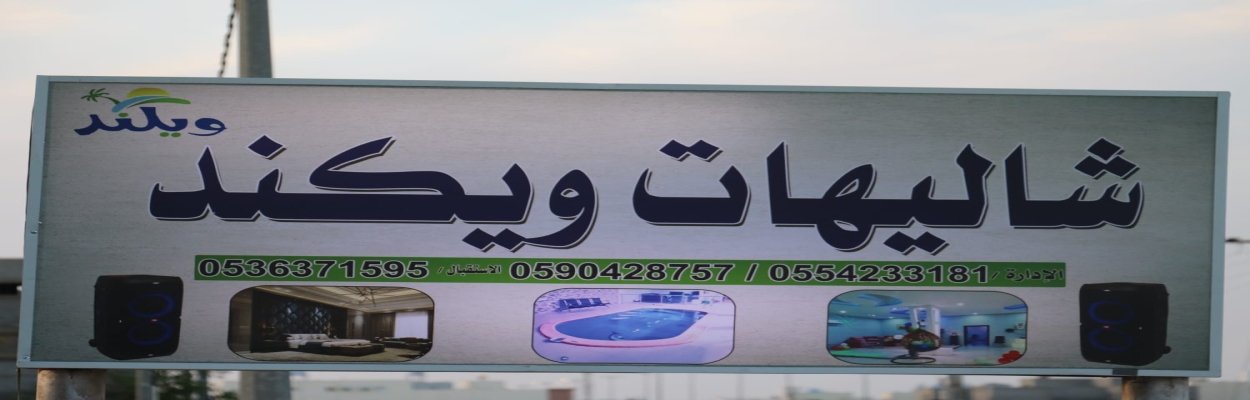 ويكند
شاليهات ويكند
الإدارة / 0554233181 / 0590428757 الاستقبال / 0536371595